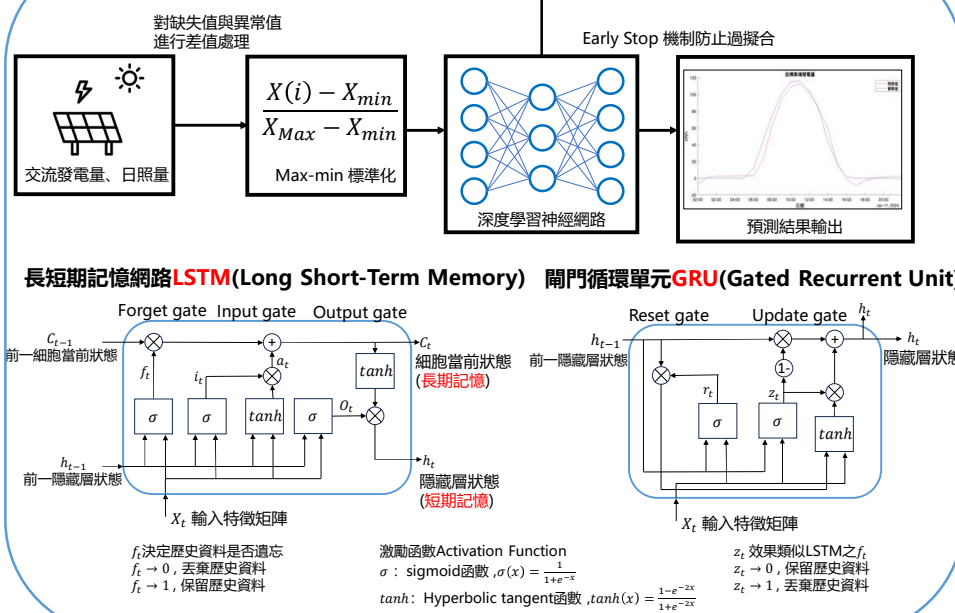 對缺失值與異常值
進行差值處理
Early Stop 機制防止過擬合
交流發電量、日照量
X(i) − X_min
X_Max − X_min
Max-min 標準化
深度學習神經網路
120
100
80
60
40
20
0
-20
預測結果輸出
長短期記憶網路LSTM(Long Short-Term Memory)
閘門循環單元GRU(Gated Recurrent Unit)
Forget gate Input gate Output gate
C_{t−1}
前一細胞當前狀態
f_t
i_t
a_t
O_t
σ
σ
tanh
σ
tanh
C_t
細胞當前狀態
(長期記憶)
h_{t−1}
前一隱藏層狀態
h_t
隱藏層狀態
(短期記憶)
X_t 輸入特徵矩陣
Reset gate Update gate
h_t
h_{t−1}
前一隱藏層狀態
h_t
隱藏層狀態
1-
r_t
z_t
σ
σ
tanh
X_t 輸入特徵矩陣
f_t決定歷史資料是否遺忘
f_t → 0 , 丟棄歷史資料
f_t → 1 , 保留歷史資料
激勵函數Activation Function
σ : sigmoid函數 ,σ(x) = 1/(1+e^{−x})
tanh: Hyperbolic tangent函數 ,tanh(x) = (1−e^{−2x})/(1+e^{−2x})
z_t 效果類似LSTM之f_t
z_t → 0 , 保留歷史資料
z_t → 1 , 丟棄歷史資料